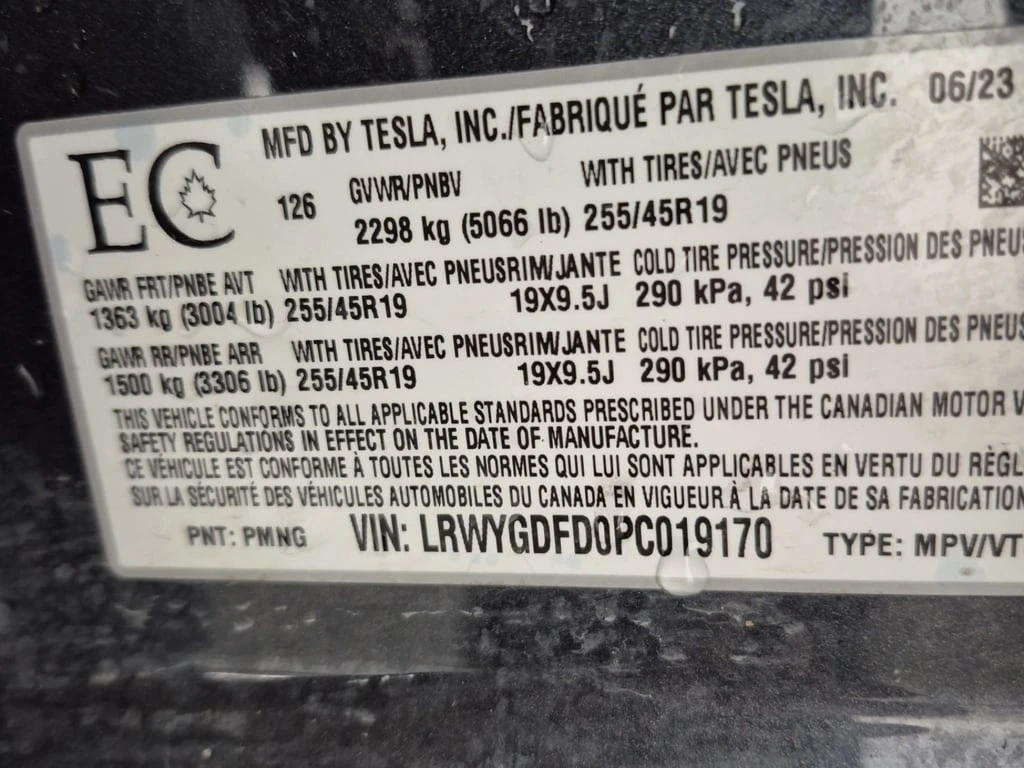 MFD BY TESLA, INC./FABRIQUÉ PAR TESLA, INC. 06/23
EC
126 GVWR/PNBV WITH TIRES/AVEC PNEUS
2298 kg (5066 lb) 255/45R19
GAWR FRT/PNBE AVT WITH TIRES/AVEC PNEUS RIM/JANTE COLD TIRE PRESSURE/PRESSION DES PNEUS
1363 kg (3004 lb) 255/45R19 19X9.5J 290 kPa, 42 psi
GAWR RR/PNBE ARR WITH TIRES/AVEC PNEUS RIM/JANTE COLD TIRE PRESSURE/PRESSION DES PNEUS
1500 kg (3306 lb) 255/45R19 19X9.5J 290 kPa, 42 psi
THIS VEHICLE CONFORMS TO ALL APPLICABLE STANDARDS PRESCRIBED UNDER THE CANADIAN MOTOR V
SAFETY REGULATIONS IN EFFECT ON THE DATE OF MANUFACTURE.
CE VÉHICULE EST CONFORME À TOUTES LES NORMES QUI LUI SONT APPLICABLES EN VERTU DU RÈGL
SUR LA SÉCURITÉ DES VÉHICULES AUTOMOBILES DU CANADA EN VIGUEUR À LA DATE DE SA FABRICATION
PNT: PMNG VIN: LRWYGDFD0PC019170 TYPE: MPV/VT